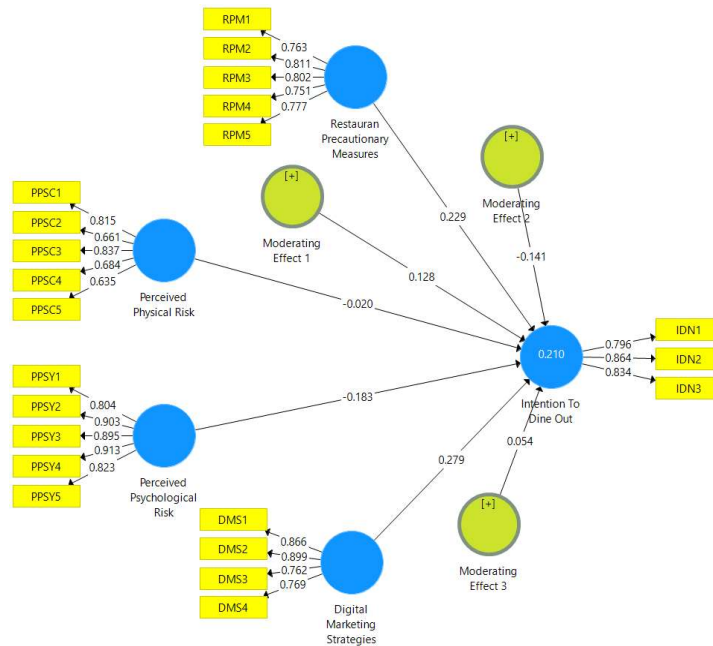 RPM1
RPM2
RPM3
RPM4
RPM5
0.763
0.811
0.802
0.751
0.777
Restauran
Precautionary
Measures
[+]
Moderating
Effect 1
[+]
Moderating
Effect 2
0.229
-0.141
0.128
PPSC1
PPSC2
PPSC3
PPSC4
PPSC5
0.815
0.661
0.837
0.684
0.635
Perceived
Physical Risk
-0.020
0.210
Intention To
Dine Out
0.796
0.864
0.834
IDN1
IDN2
IDN3
PPSY1
PPSY2
PPSY3
PPSY4
PPSY5
0.804
0.903
0.895
0.913
0.823
Perceived
Psychological
Risk
-0.183
0.279
0.054
DMS1
DMS2
DMS3
DMS4
0.866
0.899
0.762
0.769
Digital
Marketing
Strategies
[+]
Moderating
Effect 3